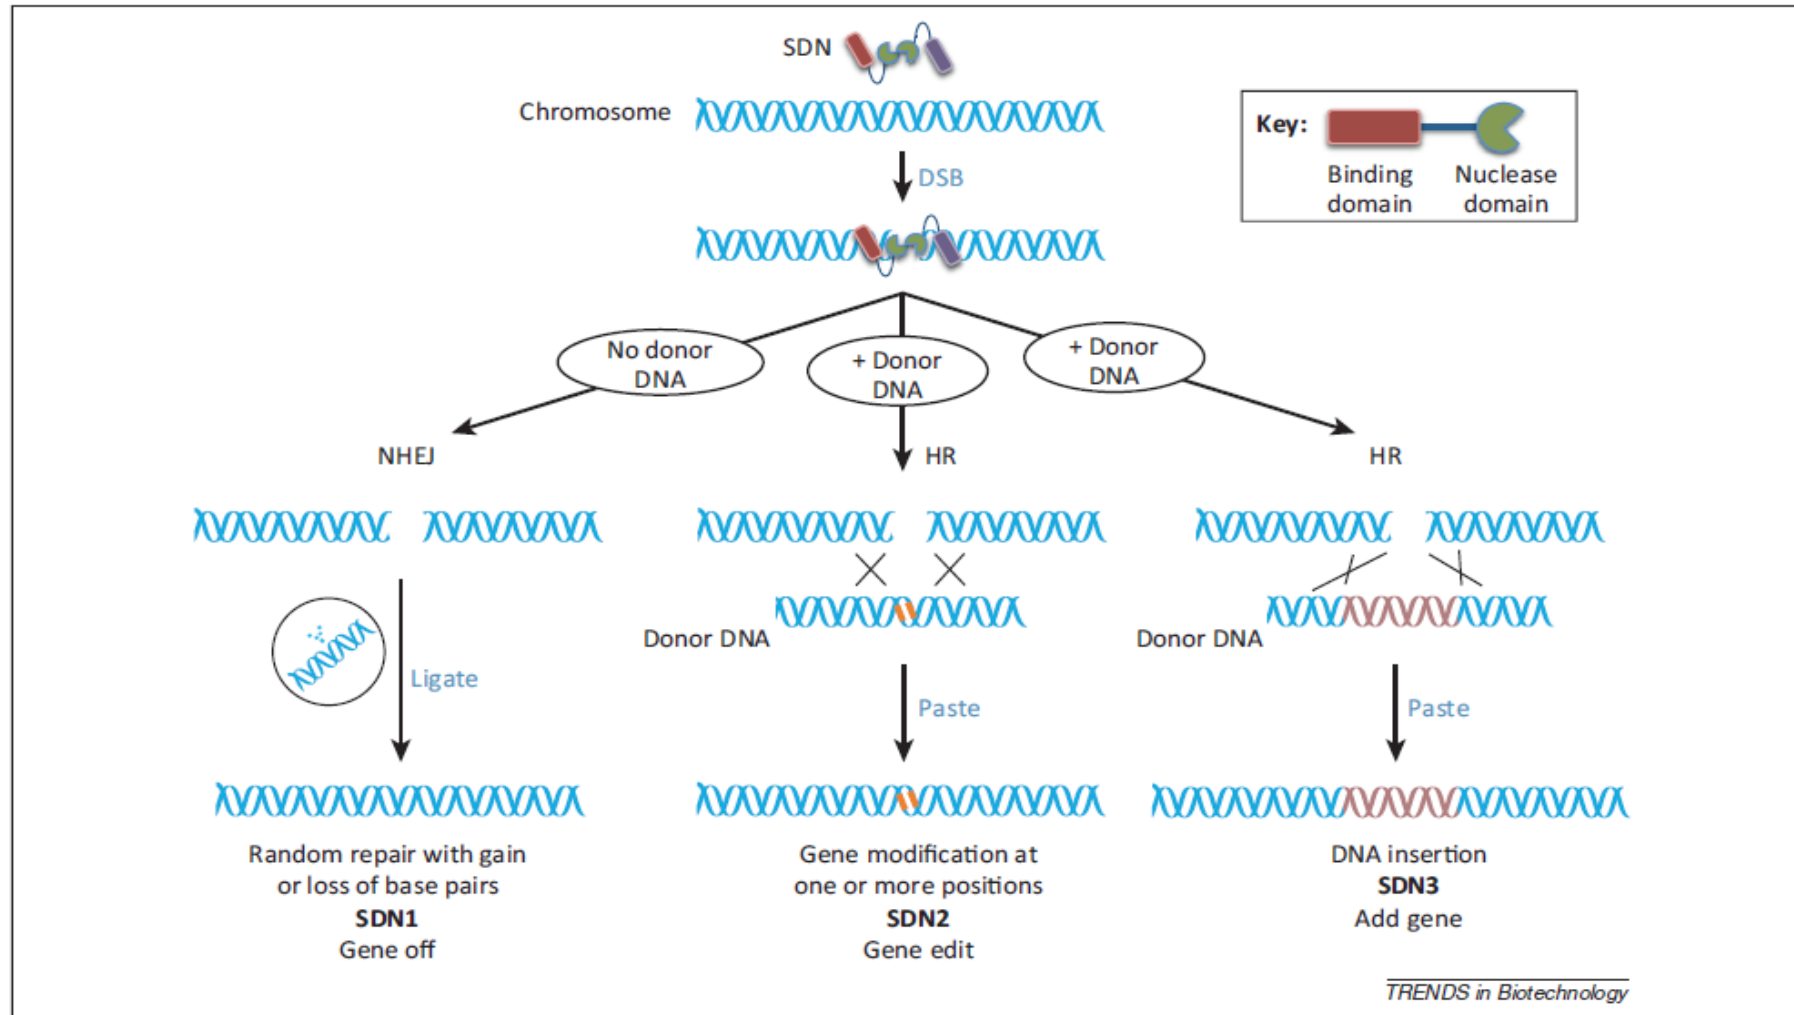 SDN
Chromosome
Key:
Binding
domain
Nuclease
domain
DSB
No donor
DNA
+ Donor
DNA
+ Donor
DNA
NHEJ
HR
HR
Donor DNA
Donor DNA
Ligate
Paste
Paste
Random repair with gain
or loss of base pairs
SDN1
Gene off
Gene modification at
one or more positions
SDN2
Gene edit
DNA insertion
SDN3
Add gene
TRENDS in Biotechnology